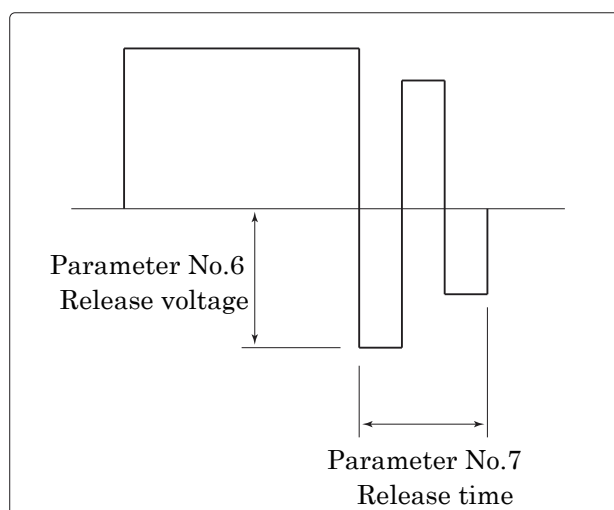 Parameter No.6
Release voltage
Parameter No.7
Release time